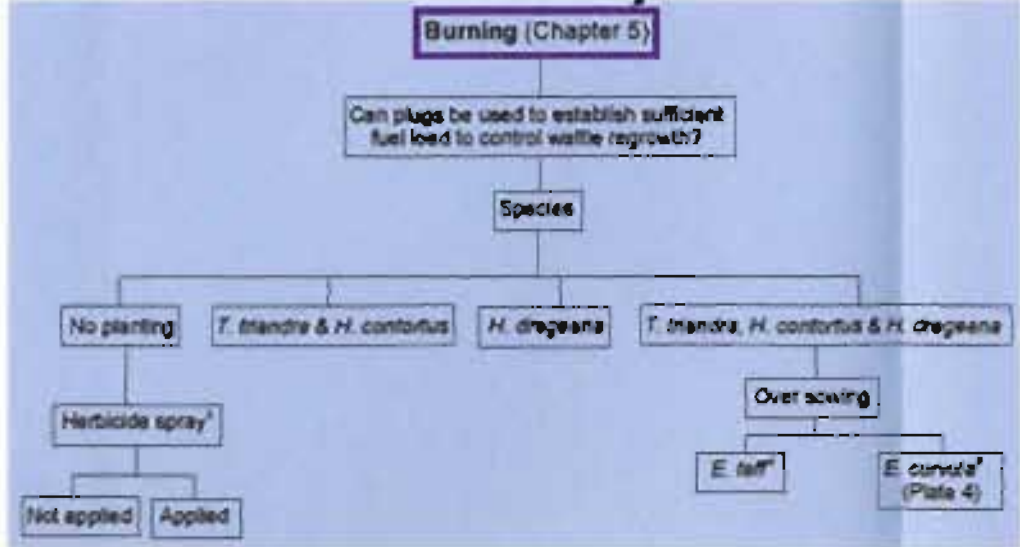 Burning (Chapter 5)
Can plugs be used to establish sufficient
fuel load to control wattle regrowth?
Species
No planting
T. triandra & H. contortus
H. dregeana
T. triandra, H. contortus & H. dregeana
Herbicide spray
Over sowing
Not applied
Applied
E. teff
E. curvula
(Plate 4)